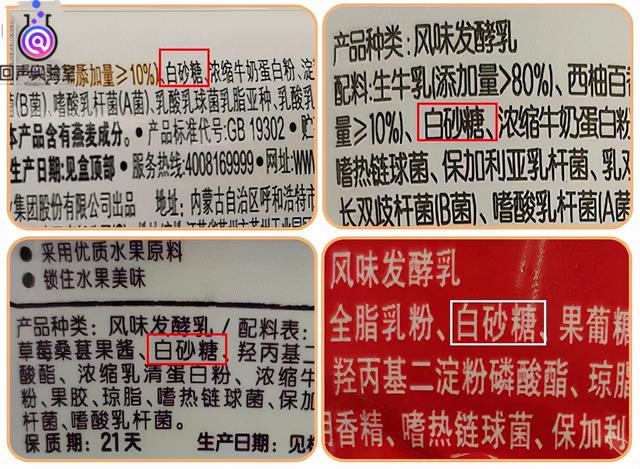 回声实验室
添加量≥10%)、白砂糖、浓缩牛奶蛋白粉、淀
(B菌)、嗜酸乳杆菌(A菌)、乳酸乳球菌乳脂亚种、乳酸乳
本产品含有燕麦成分。•产品标准代号:GB 19302 •贮
生产日期:见盒顶部 •服务热线:4008169999 •网址:WW
集团股份有限公司出品 地址:内蒙古自治区呼和浩特市
产品种类:风味发酵乳
配料:生牛乳(添加量≥80%)、西柚百香
量≥10%)、白砂糖、浓缩牛奶蛋白粉
嗜热链球菌、保加利亚乳杆菌、乳双
长双歧杆菌(B菌)、嗜酸乳杆菌(A菌
●采用优质水果原料
●锁住水果美味
产品种类:风味发酵乳/配料表:
草莓桑葚果酱、白砂糖、羟丙基二
酸酯、浓缩乳清蛋白粉、浓缩牛
粉、果胶、琼脂、嗜热链球菌、保加
杆菌、嗜酸乳杆菌。
保质期:21天 生产日期:见
风味发酵乳
全脂乳粉、白砂糖、果葡糖
羟丙基二淀粉磷酸酯、琼脂
用香精、嗜热链球菌、保加利